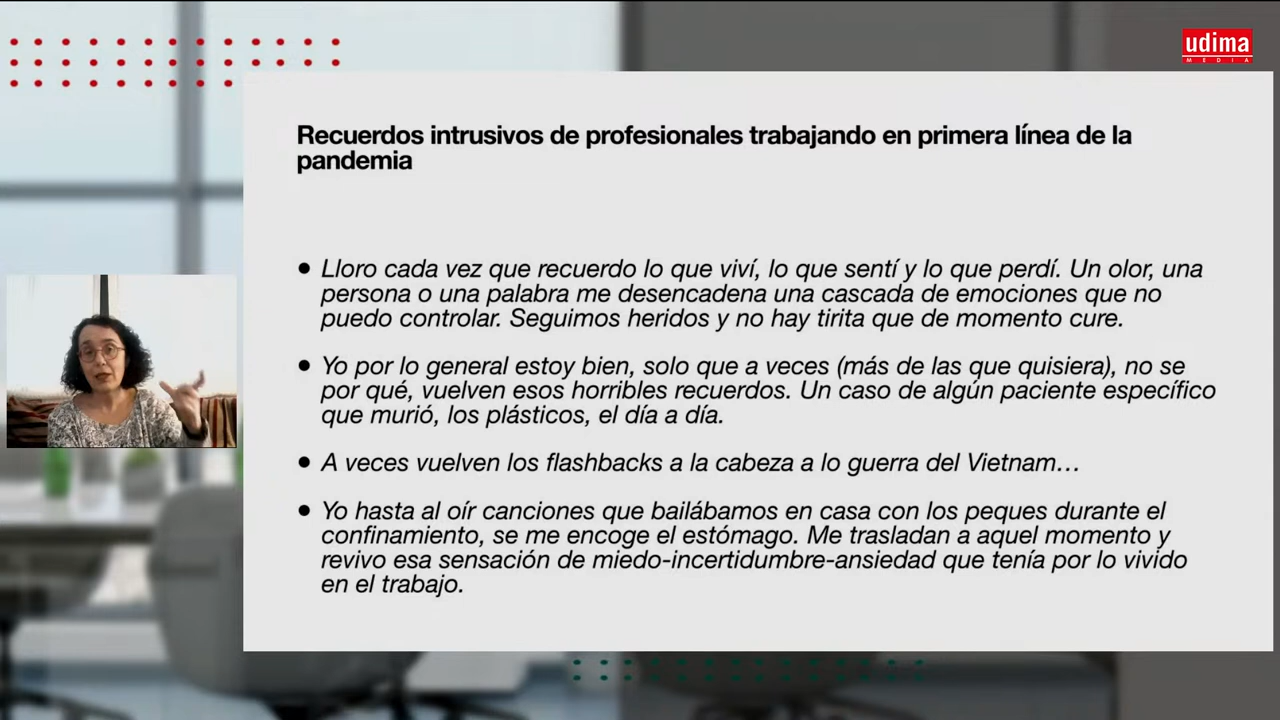 udima
MEDIA
Recuerdos intrusivos de profesionales trabajando en primera línea de la
pandemia
● Lloro cada vez que recuerdo lo que viví, lo que sentí y lo que perdí. Un olor, una
persona o una palabra me desencadena una cascada de emociones que no
puedo controlar. Seguimos heridos y no hay tirita que de momento cure.
● Yo por lo general estoy bien, solo que a veces (más de las que quisiera), no se
por qué, vuelven esos horribles recuerdos. Un caso de algún paciente específico
que murió, los plásticos, el día a día.
● A veces vuelven los flashbacks a la cabeza a lo guerra del Vietnam…
● Yo hasta al oír canciones que bailábamos en casa con los peques durante el
confinamiento, se me encoge el estómago. Me trasladan a aquel momento y
revivo esa sensación de miedo-incertidumbre-ansiedad que tenía por lo vivido
en el trabajo.